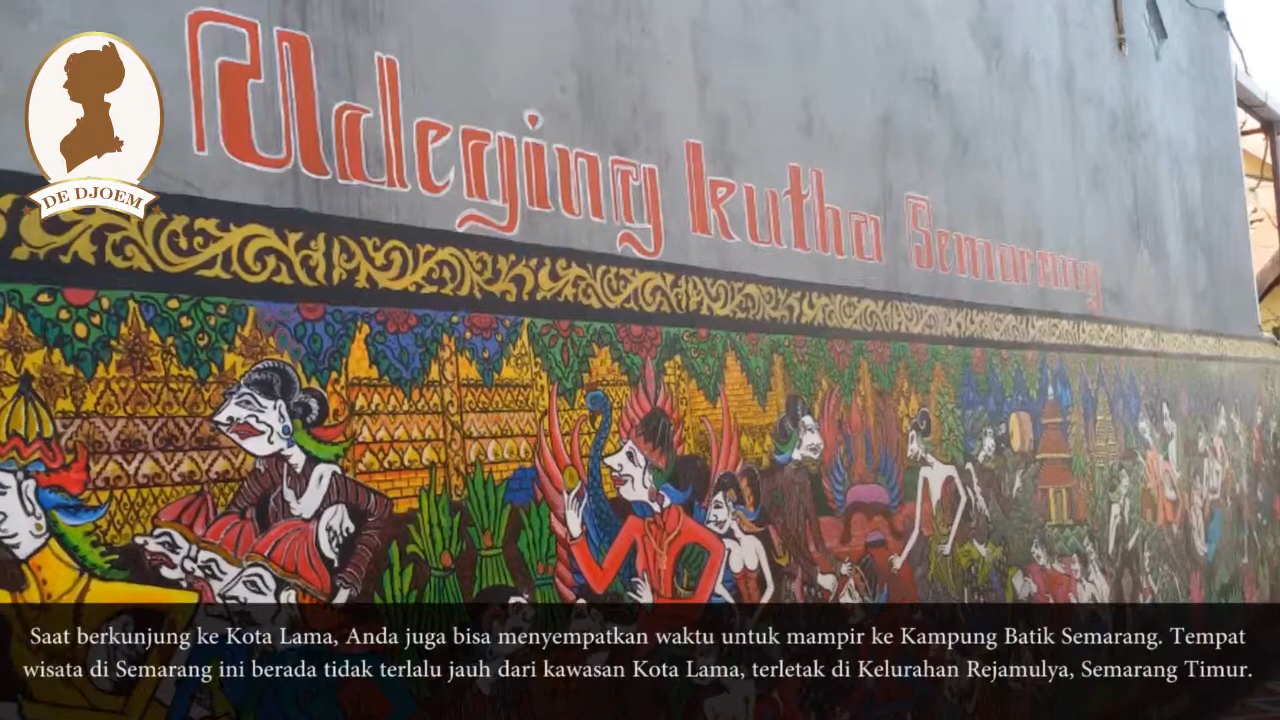 Udeging kutha Semarang
DE DJOEM
Saat berkunjung ke Kota Lama, Anda juga bisa menyempatkan waktu untuk mampir ke Kampung Batik Semarang. Tempat
wisata di Semarang ini berada tidak terlalu jauh dari kawasan Kota Lama, terletak di Kelurahan Rejamulya, Semarang Timur.